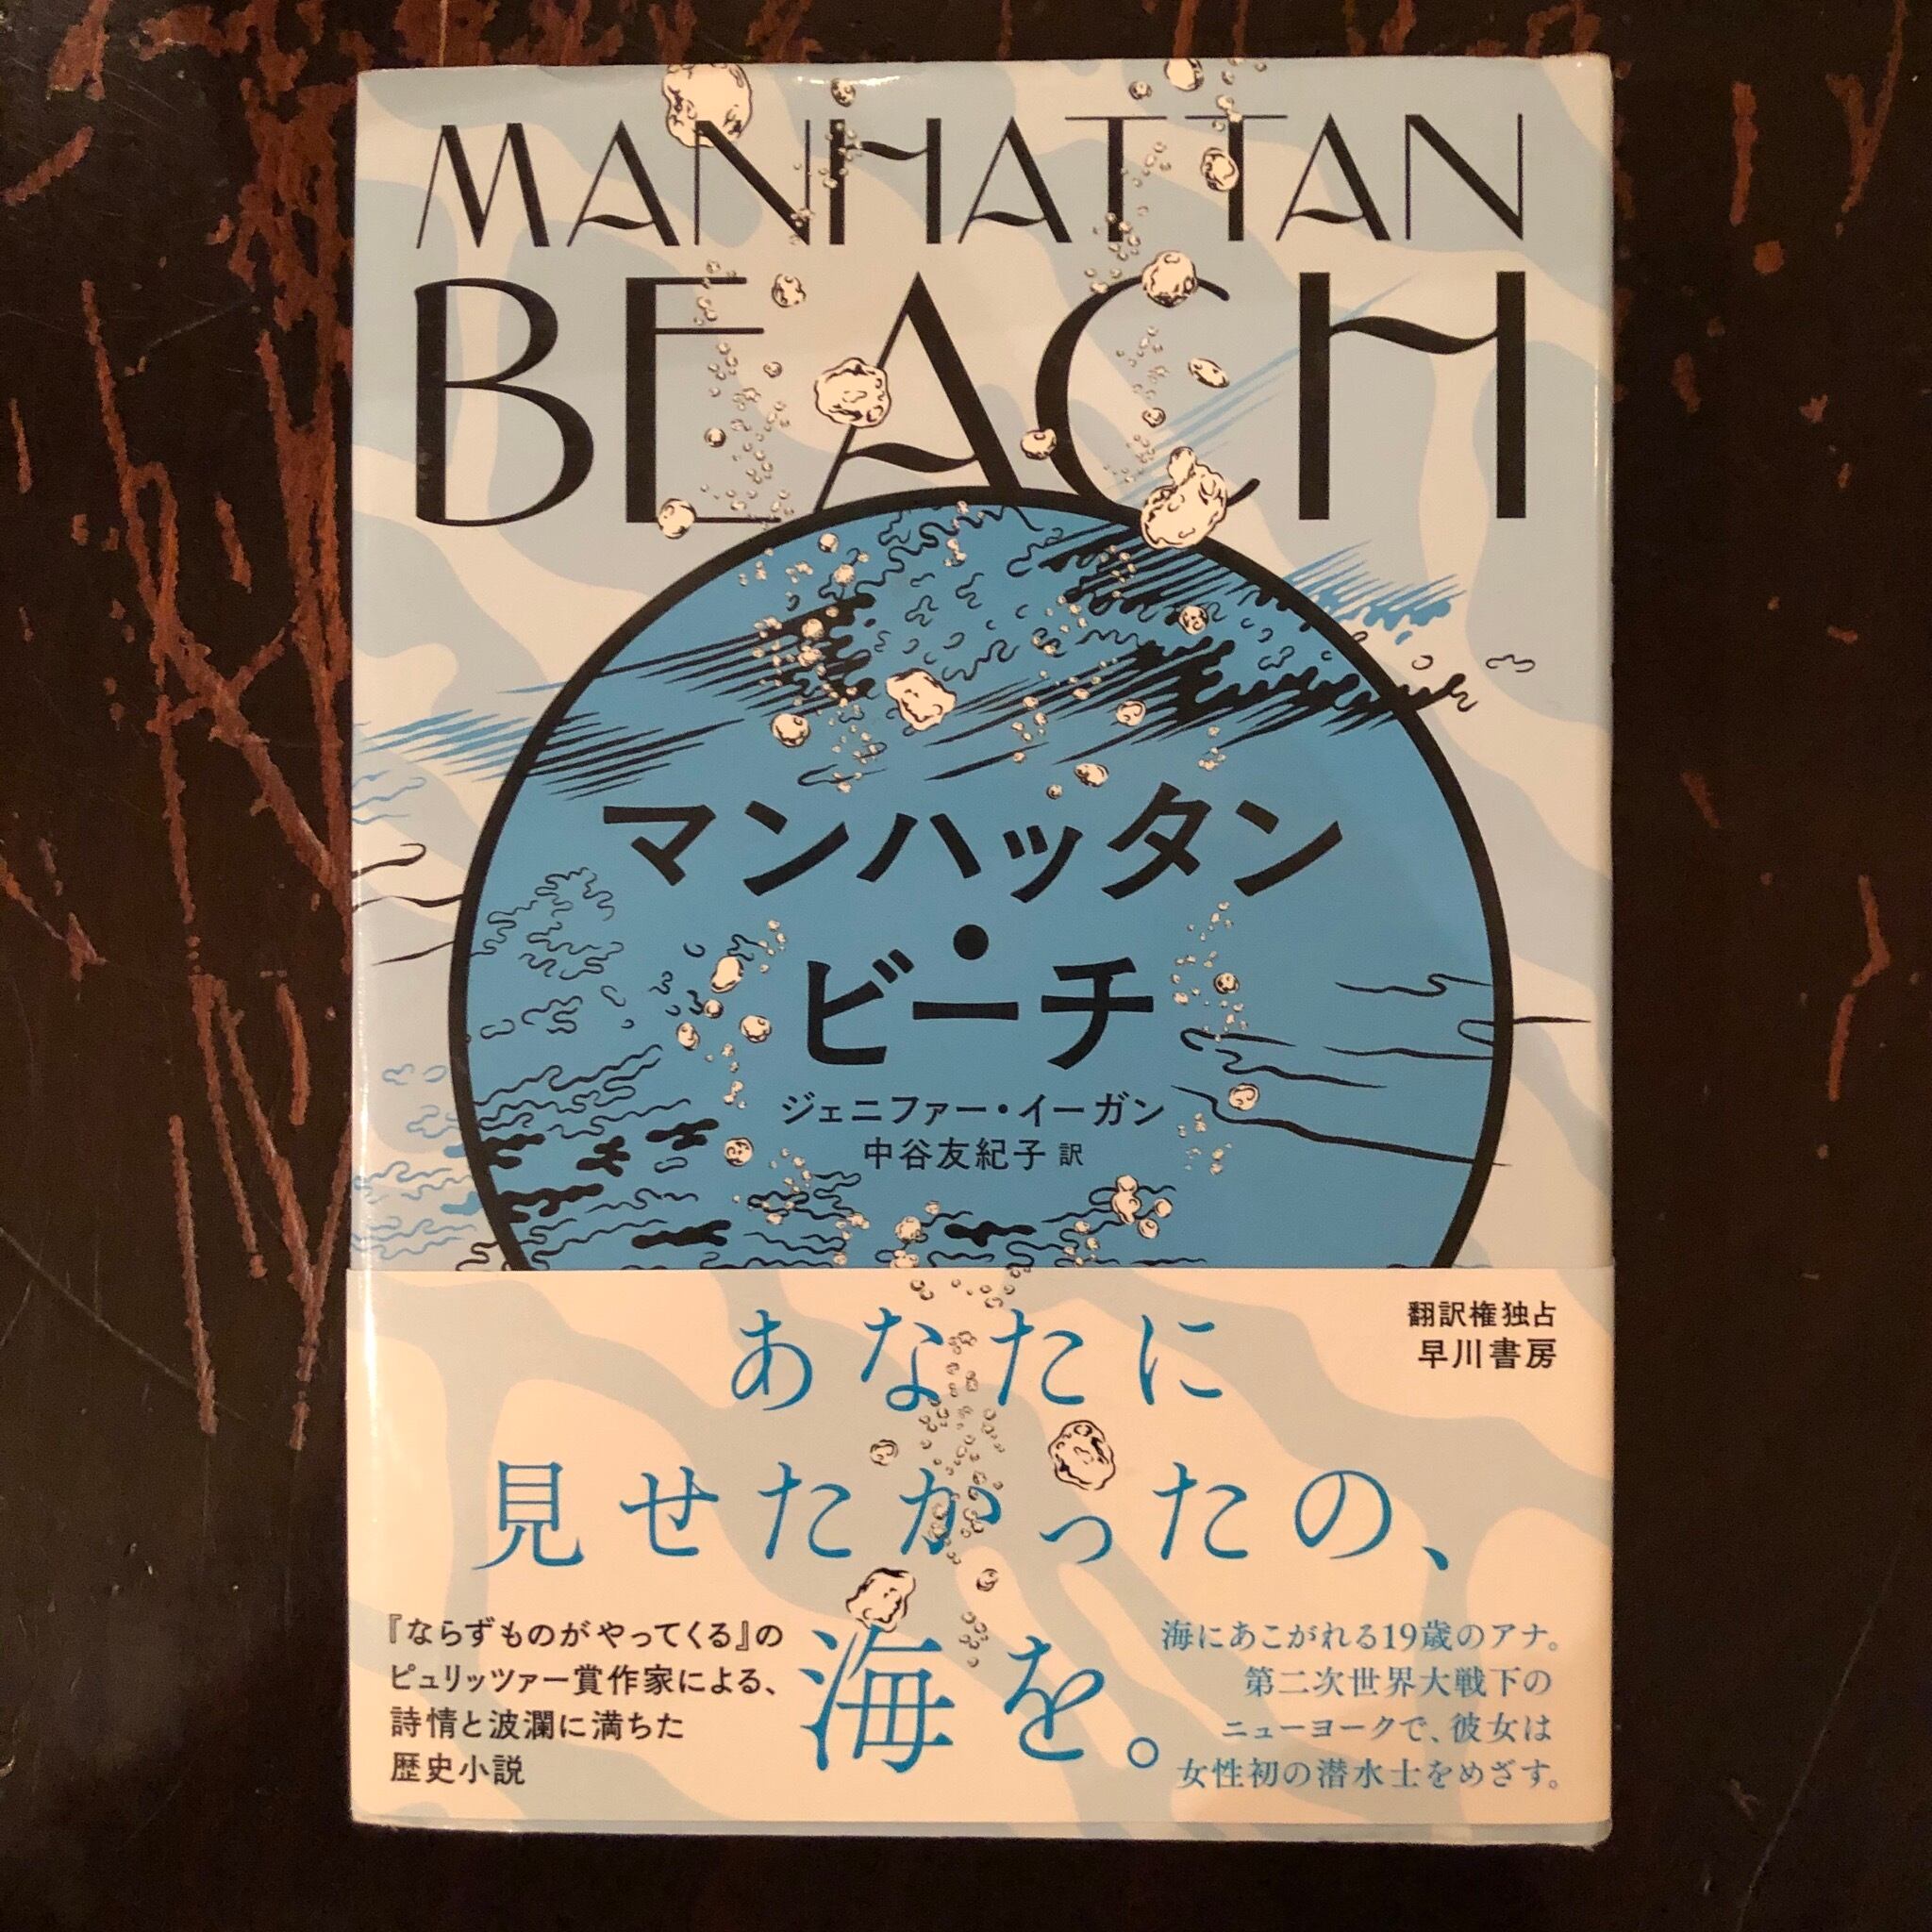 MANHATTAN
BEACH
マンハッタン
・
ビーチ
ジェニファー・イーガン
中谷友紀子 訳
翻訳権独占
早川書房
あなたに
見せたかったの、
海を。
『ならずものがやってくる』の
ピュリッツァー賞作家による、
詩情と波瀾に満ちた
歴史小説
海にあこがれる19歳のアナ。
第二次世界大戦下の
ニューヨークで、彼女は
女性初の潜水士をめざす。